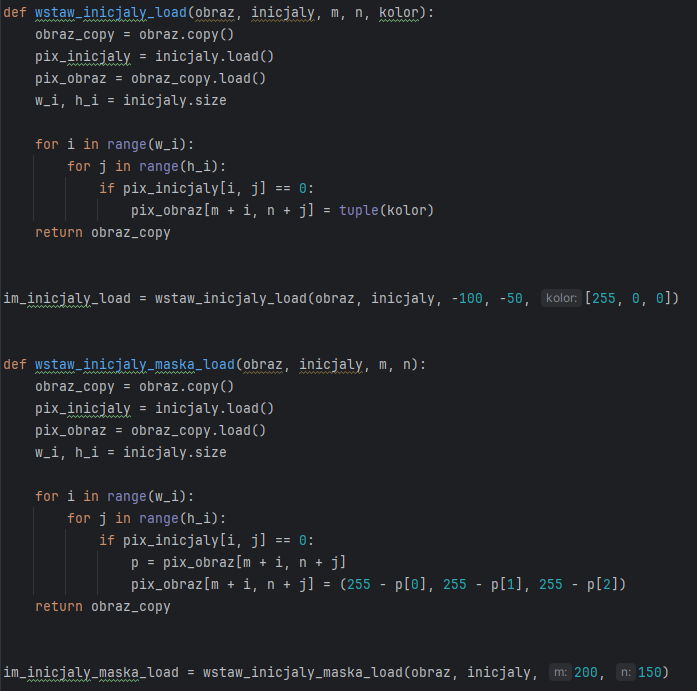 def wstaw_inicjaly_load(obraz, inicjaly, m, n, kolor):
    obraz_copy = obraz.copy()
    pix_inicjaly = inicjaly.load()
    pix_obraz = obraz_copy.load()
    w_i, h_i = inicjaly.size
    for i in range(w_i):
        for j in range(h_i):
            if pix_inicjaly[i, j] == 0:
                pix_obraz[m + i, n + j] = tuple(kolor)
    return obraz_copy
im_inicjaly_load = wstaw_inicjaly_load(obraz, inicjaly, -100, -50, kolor: [255, 0, 0])
def wstaw_inicjaly_maska_load(obraz, inicjaly, m, n):
    obraz_copy = obraz.copy()
    pix_inicjaly = inicjaly.load()
    pix_obraz = obraz_copy.load()
    w_i, h_i = inicjaly.size
    for i in range(w_i):
        for j in range(h_i):
            if pix_inicjaly[i, j] == 0:
                p = pix_obraz[m + i, n + j]
                pix_obraz[m + i, n + j] = (255 - p[0], 255 - p[1], 255 - p[2])
    return obraz_copy
im_inicjaly_maska_load = wstaw_inicjaly_maska_load(obraz, inicjaly, m: 200, n: 150)